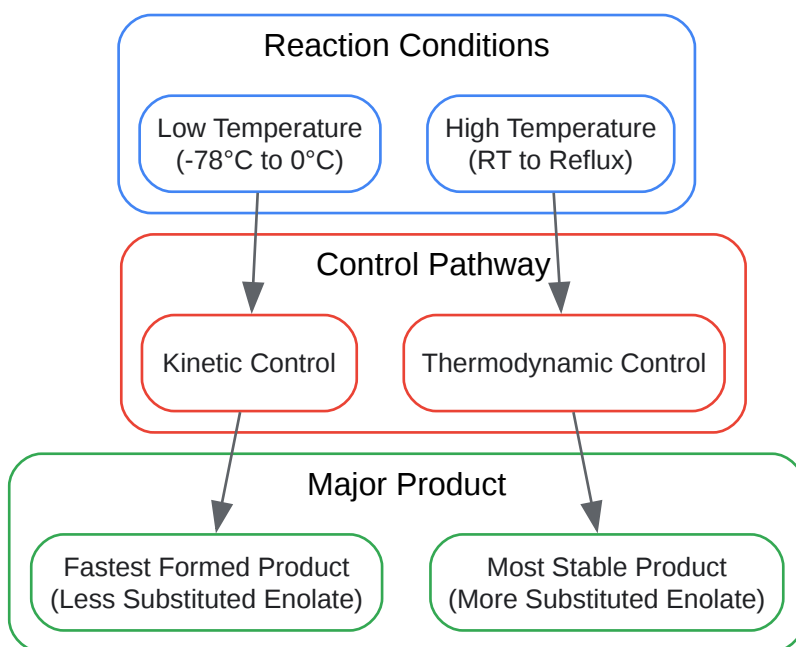 Reaction Conditions
Low Temperature
(-78°C to 0°C)
High Temperature
(RT to Reflux)
Control Pathway
Kinetic Control
Thermodynamic Control
Major Product
Fastest Formed Product
(Less Substituted Enolate)
Most Stable Product
(More Substituted Enolate)